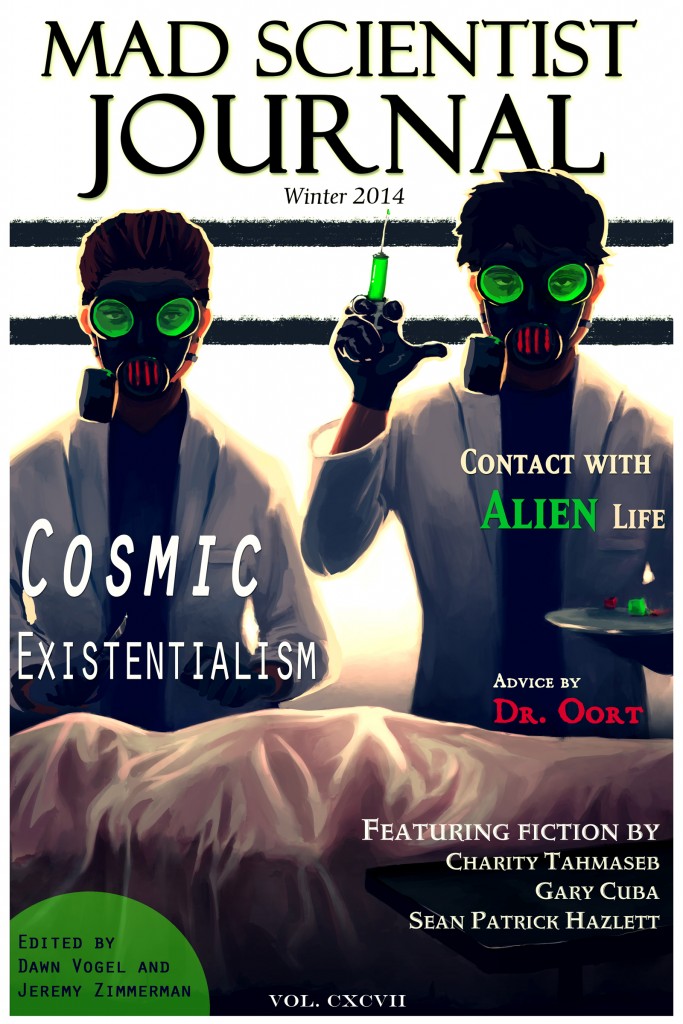 MAD SCIENTIST
JOURNAL
Winter 2014
CONTACT WITH
ALIEN LIFE
COSMIC
EXISTENTIALISM
ADVICE BY
DR. OORT
FEATURING FICTION BY
CHARITY TAHMASEB
GARY CUBA
SEAN PATRICK HAZLETT
EDITED BY
DAWN VOGEL AND
JEREMY ZIMMERMAN
VOL. CXCVII